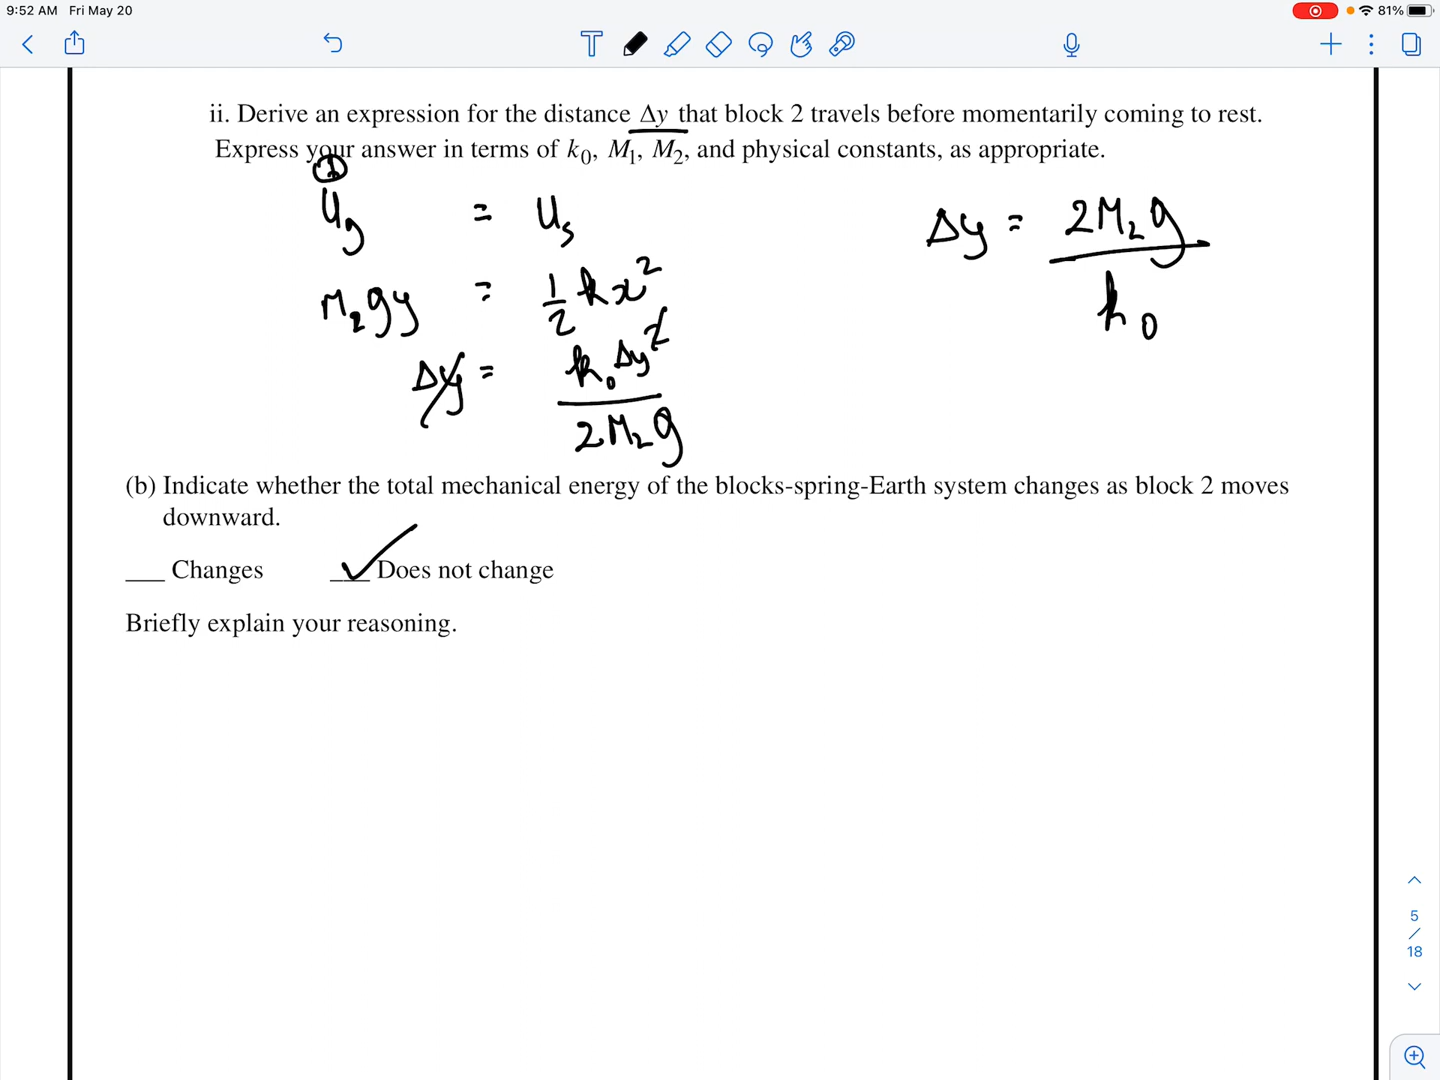 9:52 AM Fri May 20
81%
T
ii. Derive an expression for the distance Δy that block 2 travels before momentarily coming to rest.
Express your answer in terms of k₀, M₁, M₂, and physical constants, as appropriate.
①
Ug = Us
M₂gy = 1/2 kx²
Δy = k₀Δy²/2M₂g
Δy = 2M₂g/k₀
(b) Indicate whether the total mechanical energy of the blocks-spring-Earth system changes as block 2 moves
downward.
___ Changes _✓_ Does not change
Briefly explain your reasoning.
5
/
18